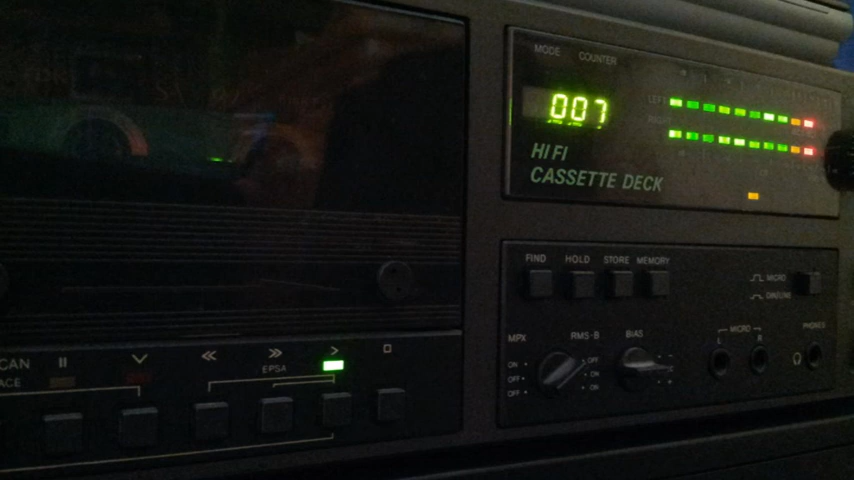 MODE COUNTER
007
LEFT
RIGHT
HI FI
CASSETTE DECK
FIND HOLD STORE MEMORY
MICRO
DIN/LINE
MPX RMS-B BIAS MICRO PHONES
ON OFF
OFF ON
OFF ON
L R
CAN
ACE
EPSA